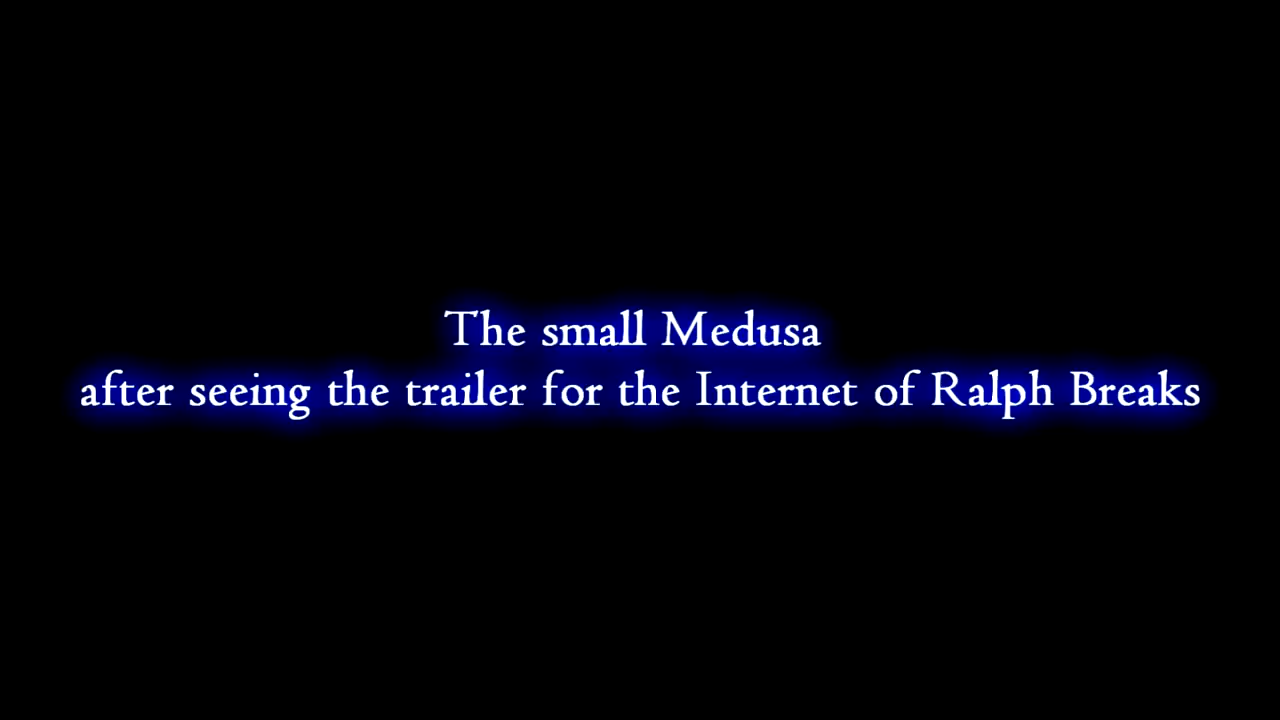 The small Medusa
after seeing the trailer for the Internet of Ralph Breaks